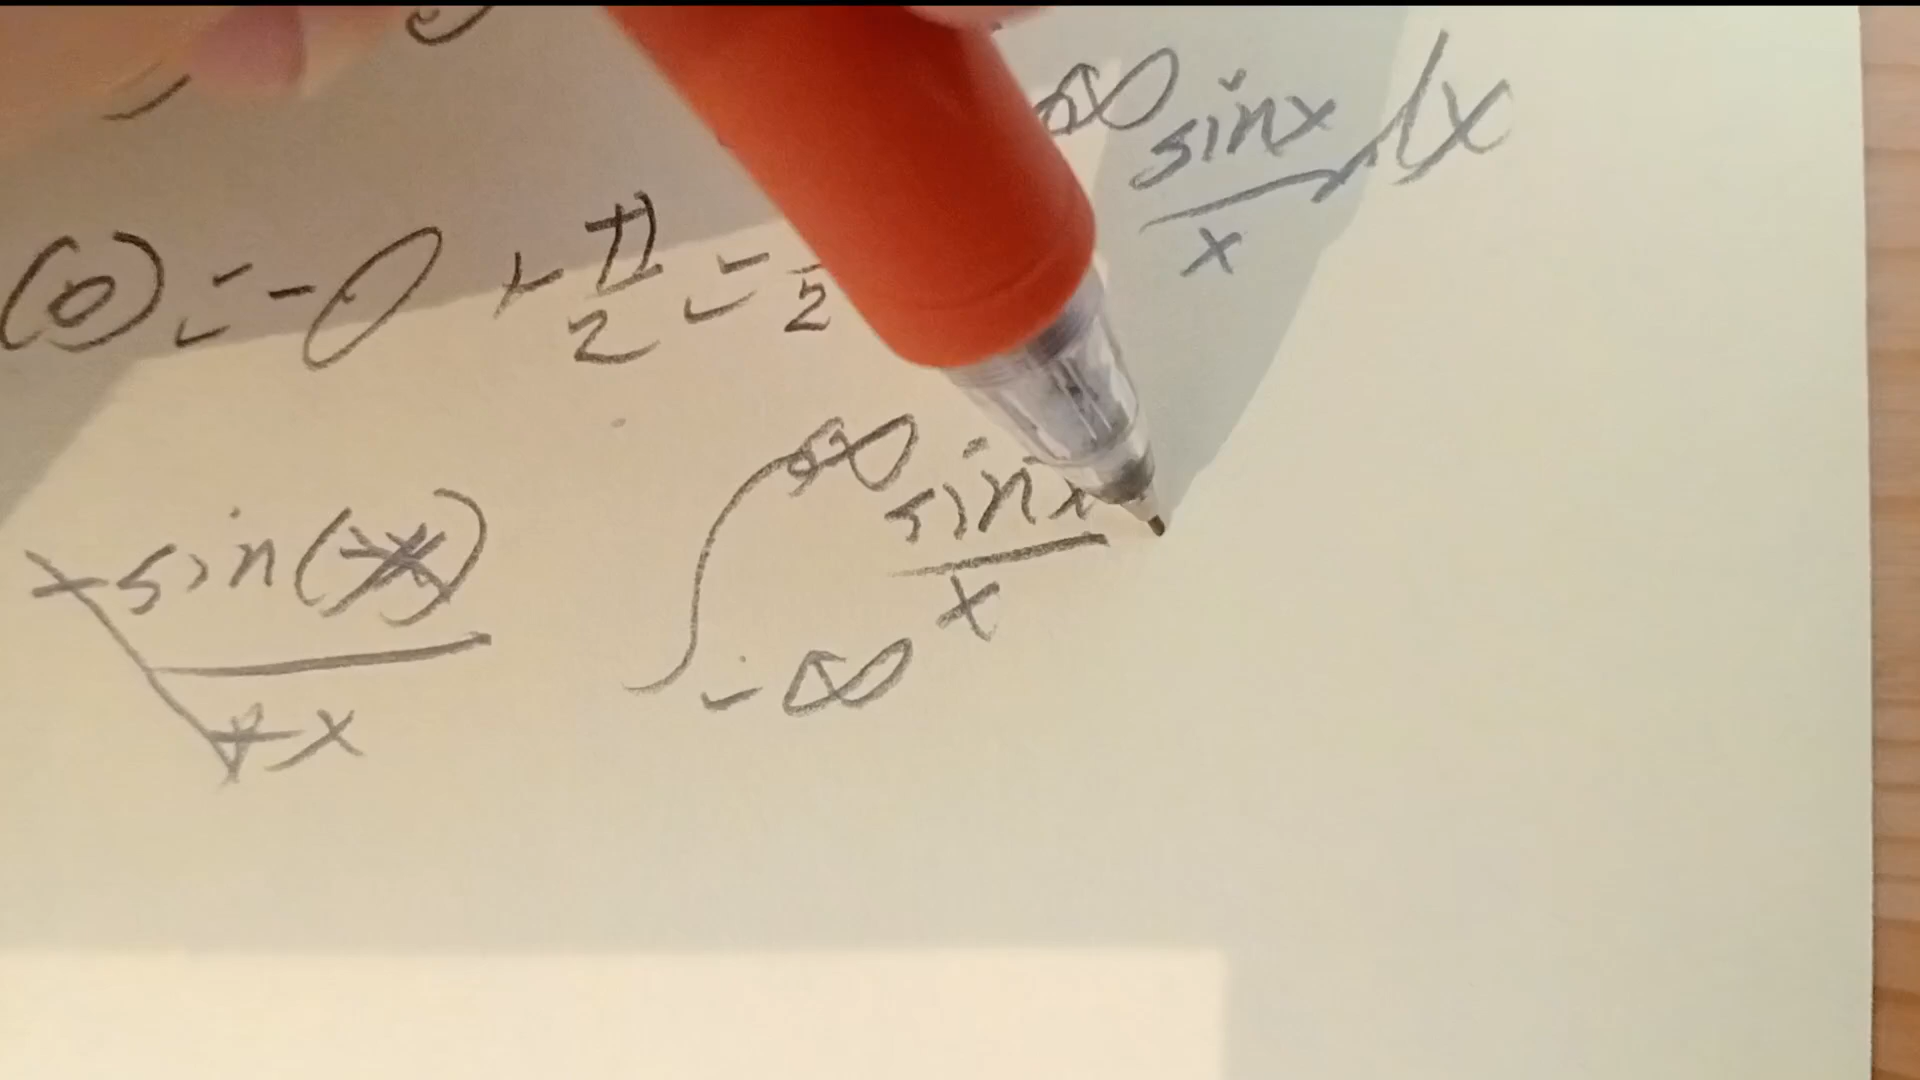 (0) = -0 + π/2 = /2 ∞ sinx/x dx
sin(-x)/-x ∫_{-∞}^{∞} sinx/x